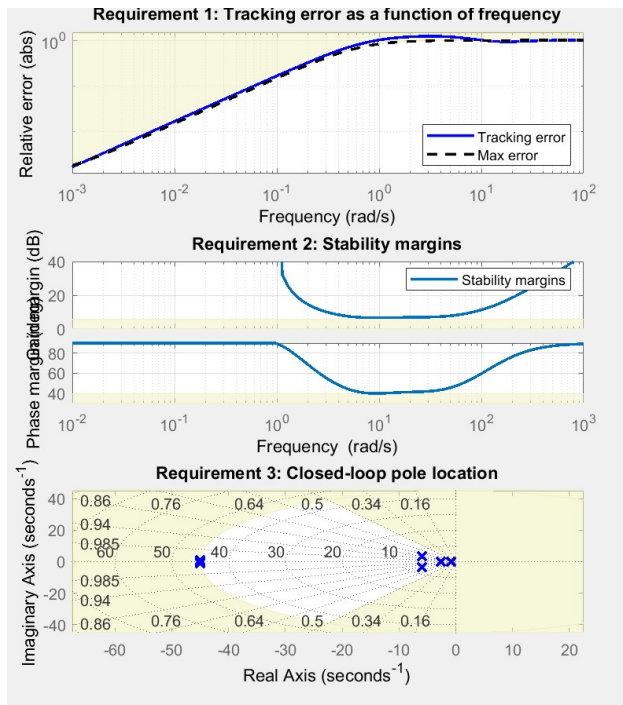 Requirement 1: Tracking error as a function of frequency
Relative error (abs)
10^0
Tracking error
Max error
10^-3 10^-2 10^-1 10^0 10^1 10^2
Frequency (rad/s)
Requirement 2: Stability margins
Gain margin (dB)
40
20
0
Stability margins
Phase margin (deg)
80
60
40
10^-2 10^-1 10^0 10^1 10^2 10^3
Frequency (rad/s)
Requirement 3: Closed-loop pole location
Imaginary Axis (seconds^-1)
40
20
0
-20
-40
0.86 0.76 0.64 0.5 0.34 0.16
0.94
0.985
60 50 40 30 20 10
0.985
0.94
0.86 0.76 0.64 0.5 0.34 0.16
-60 -50 -40 -30 -20 -10 0 10 20
Real Axis (seconds^-1)